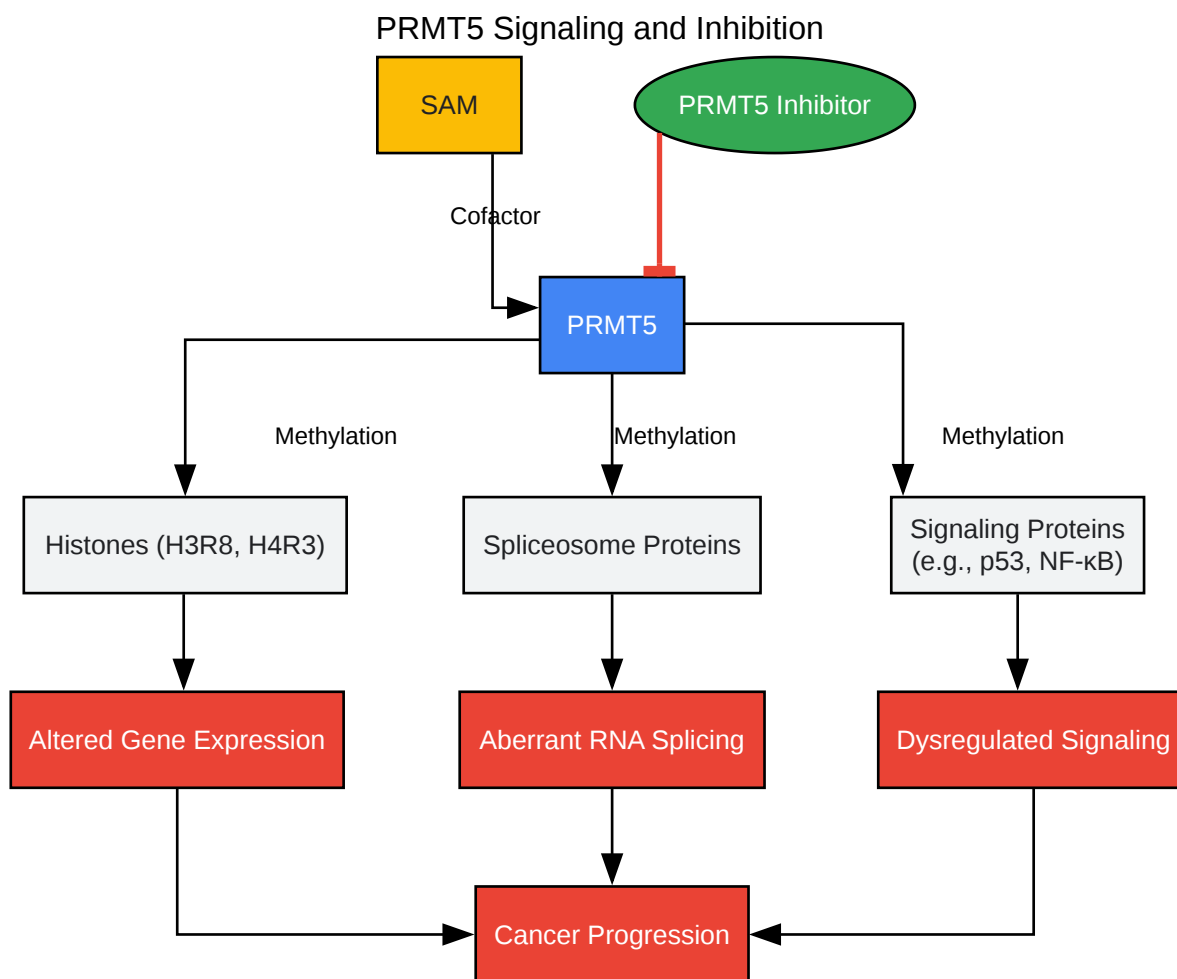 PRMT5 Signaling and Inhibition
SAM
PRMT5 Inhibitor
Cofactor
PRMT5
Methylation
Methylation
Methylation
Histones (H3R8, H4R3)
Spliceosome Proteins
Signaling Proteins
(e.g., p53, NF-κB)
Altered Gene Expression
Aberrant RNA Splicing
Dysregulated Signaling
Cancer Progression